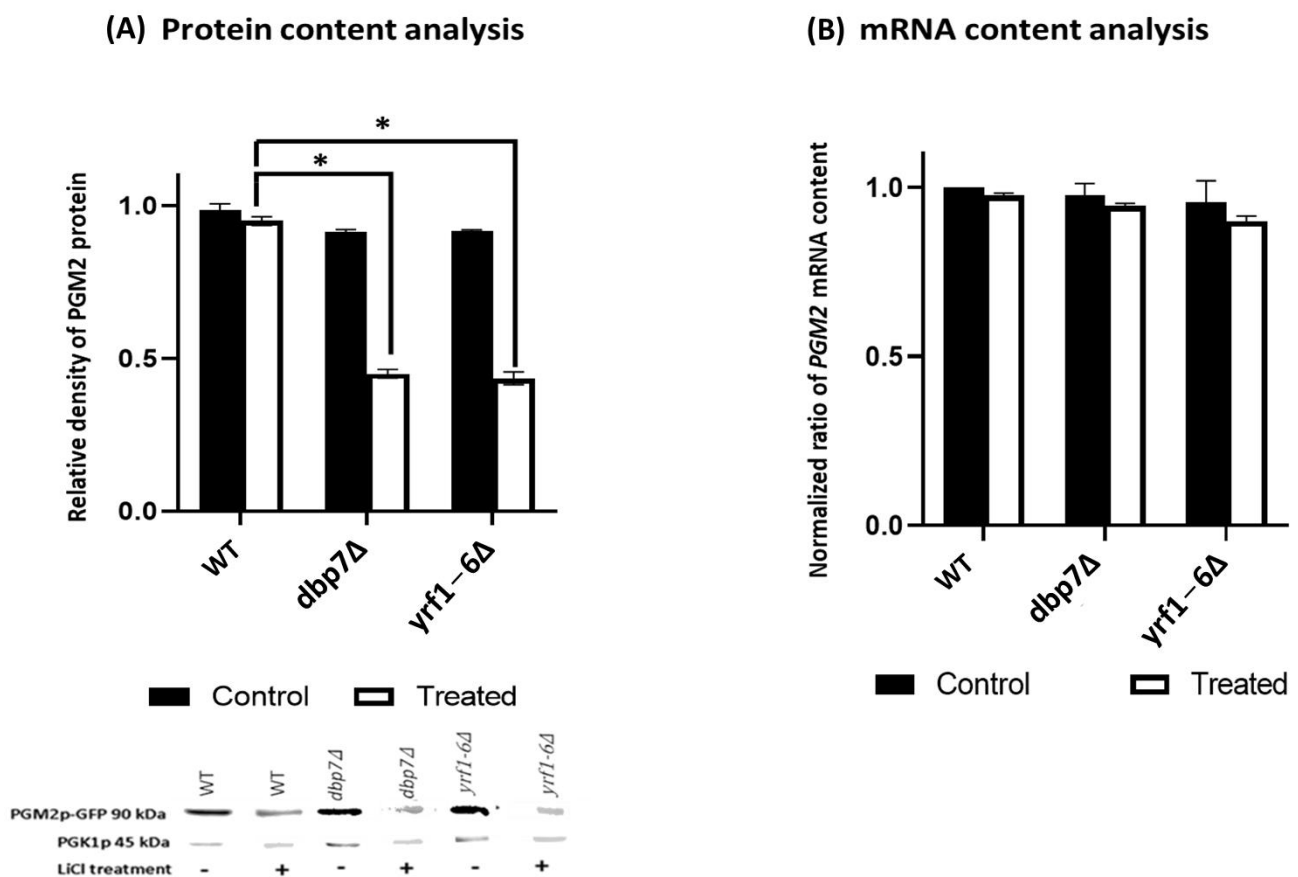 (A) Protein content analysis
Relative density of PGM2 protein
1.0
0.5
0.0
*
*
WT
dbp7Δ
yrf1–6Δ
Control
Treated
WT
WT
dbp7Δ
dbp7Δ
yrf1-6Δ
yrf1-6Δ
PGM2p-GFP 90 kDa
PGK1p 45 kDa
LiCl treatment - + - + - +
(B) mRNA content analysis
Normalized ratio of PGM2 mRNA content
1.0
0.5
0.0
WT
dbp7Δ
yrf1–6Δ
Control
Treated